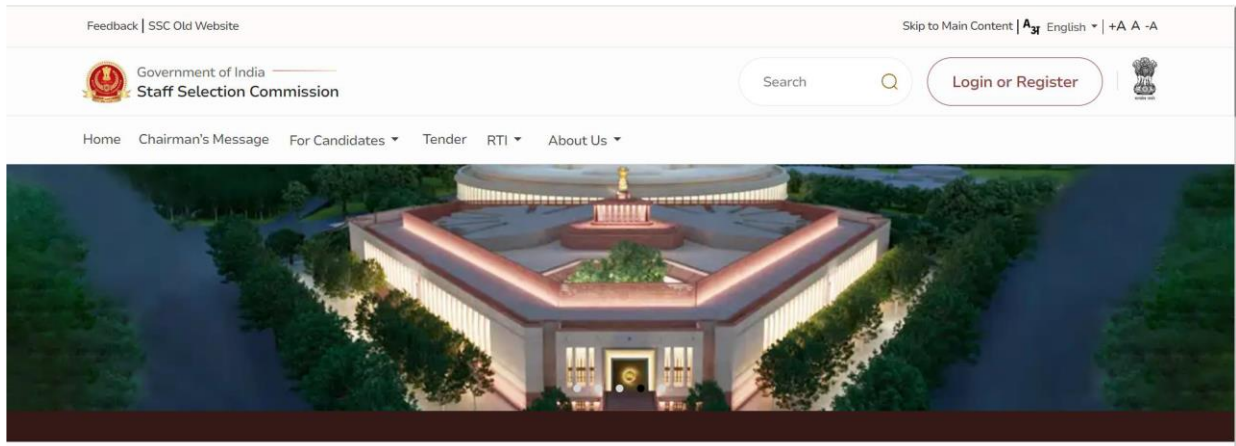 Feedback | SSC Old Website
Skip to Main Content | Aअ English | +A A -A
Government of India
Staff Selection Commission
Search
Login or Register
Home Chairman's Message For Candidates Tender RTI About Us